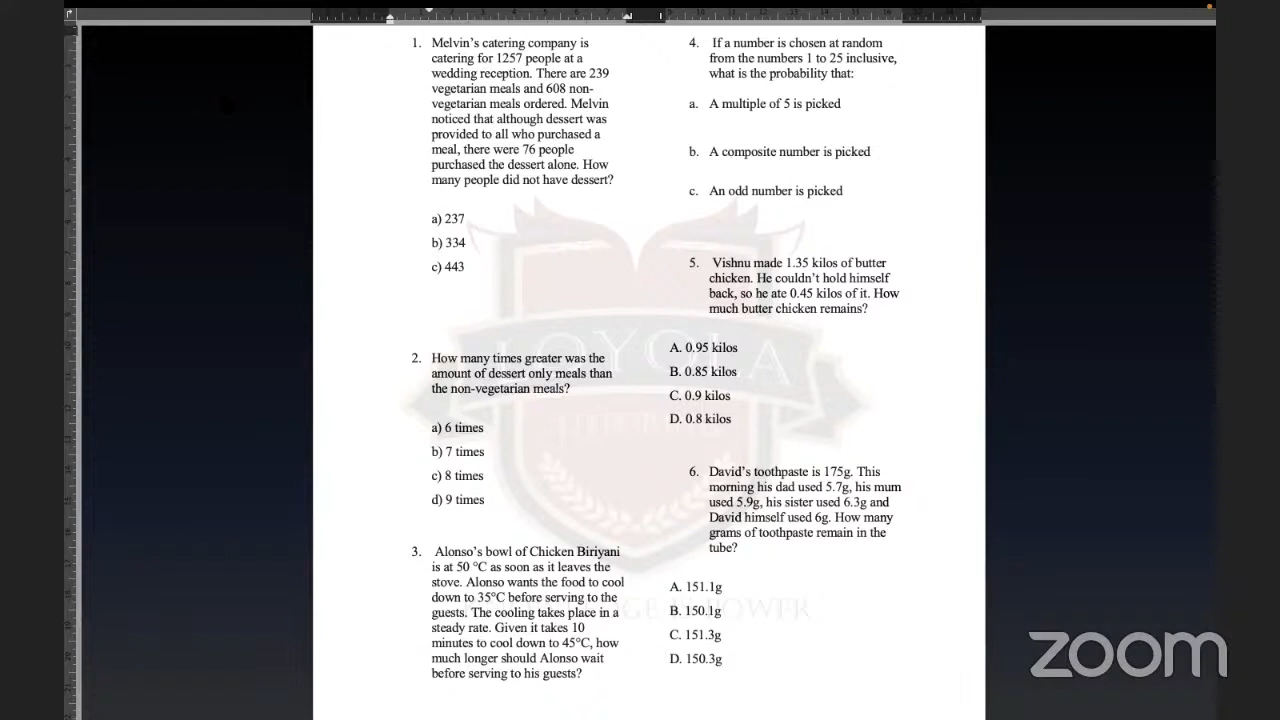 1. Melvin's catering company is
catering for 1257 people at a
wedding reception. There are 239
vegetarian meals and 608 non-
vegetarian meals ordered. Melvin
noticed that although dessert was
provided to all who purchased a
meal, there were 76 people
purchased the dessert alone. How
many people did not have dessert?
a) 237
b) 334
c) 443
2. How many times greater was the
amount of dessert only meals than
the non-vegetarian meals?
a) 6 times
b) 7 times
c) 8 times
d) 9 times
3. Alonso's bowl of Chicken Biriyani
is at 50 °C as soon as it leaves the
stove. Alonso wants the food to cool
down to 35°C before serving to the
guests. The cooling takes place in a
steady rate. Given it takes 10
minutes to cool down to 45°C, how
much longer should Alonso wait
before serving to his guests?
4. If a number is chosen at random
from the numbers 1 to 25 inclusive,
what is the probability that:
a. A multiple of 5 is picked
b. A composite number is picked
c. An odd number is picked
5. Vishnu made 1.35 kilos of butter
chicken. He couldn't hold himself
back, so he ate 0.45 kilos of it. How
much butter chicken remains?
A. 0.95 kilos
B. 0.85 kilos
C. 0.9 kilos
D. 0.8 kilos
6. David's toothpaste is 175g. This
morning his dad used 5.7g, his mum
used 5.9g, his sister used 6.3g and
David himself used 6g. How many
grams of toothpaste remain in the
tube?
A. 151.1g
B. 150.1g
C. 151.3g
D. 150.3g
LOYOLA
POWER
zoom